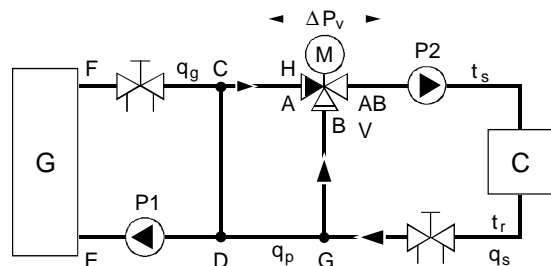 ΔPv
M
F qg C H P2 ts
A AB
B V
G C
P1 tr
E D qp G qs